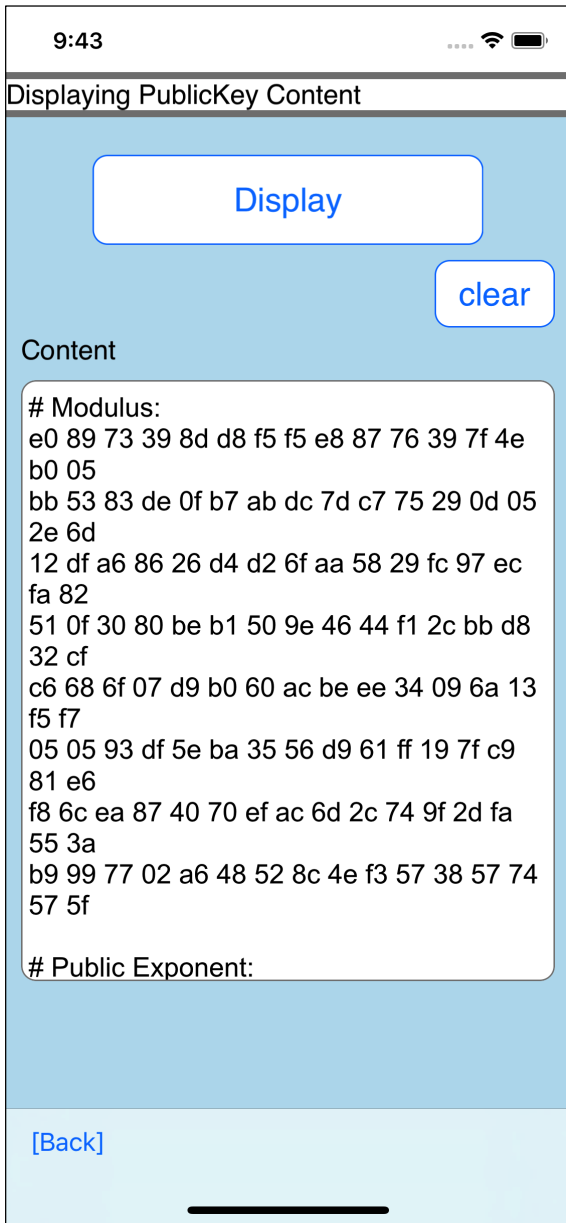 9:43
Displaying PublicKey Content
Display
clear
Content
# Modulus:
e0 89 73 39 8d d8 f5 f5 e8 87 76 39 7f 4e
b0 05
bb 53 83 de 0f b7 ab dc 7d c7 75 29 0d 05
2e 6d
12 df a6 86 26 d4 d2 6f aa 58 29 fc 97 ec
fa 82
51 0f 30 80 be b1 50 9e 46 44 f1 2c bb d8
32 cf
c6 68 6f 07 d9 b0 60 ac be ee 34 09 6a 13
f5 f7
05 05 93 df 5e ba 35 56 d9 61 ff 19 7f c9
81 e6
f8 6c ea 87 40 70 ef ac 6d 2c 74 9f 2d fa
55 3a
b9 99 77 02 a6 48 52 8c 4e f3 57 38 57 74
57 5f
# Public Exponent:
[Back]